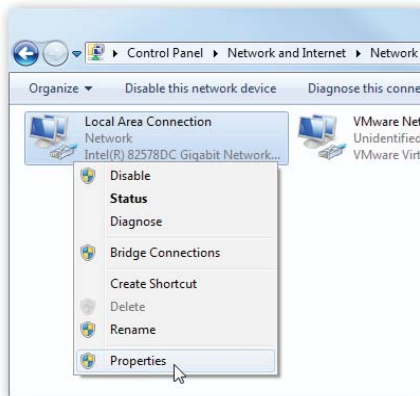 Control Panel ▸ Network and Internet ▸ Network
Organize ▾ Disable this network device Diagnose this conne
Local Area Connection
Network
Intel(R) 82578DC Gigabit Network...
VMware Net
Unidentified
VMware Virt
Disable
Status
Diagnose
Bridge Connections
Create Shortcut
Delete
Rename
Properties